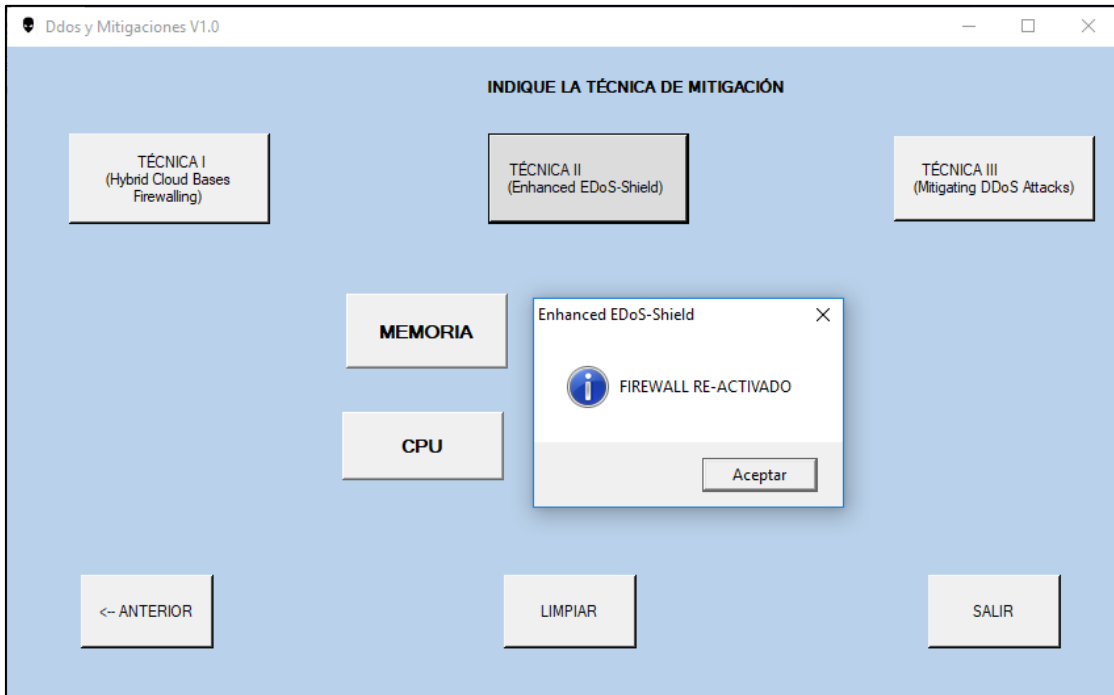 Ddos y Mitigaciones V1.0
INDIQUE LA TÉCNICA DE MITIGACIÓN
TÉCNICA I
(Hybrid Cloud Bases
Firewalling)
TÉCNICA II
(Enhanced EDoS-Shield)
TÉCNICA III
(Mitigating DDoS Attacks)
MEMORIA
CPU
Enhanced EDoS-Shield
FIREWALL RE-ACTIVADO
Aceptar
<-- ANTERIOR
LIMPIAR
SALIR